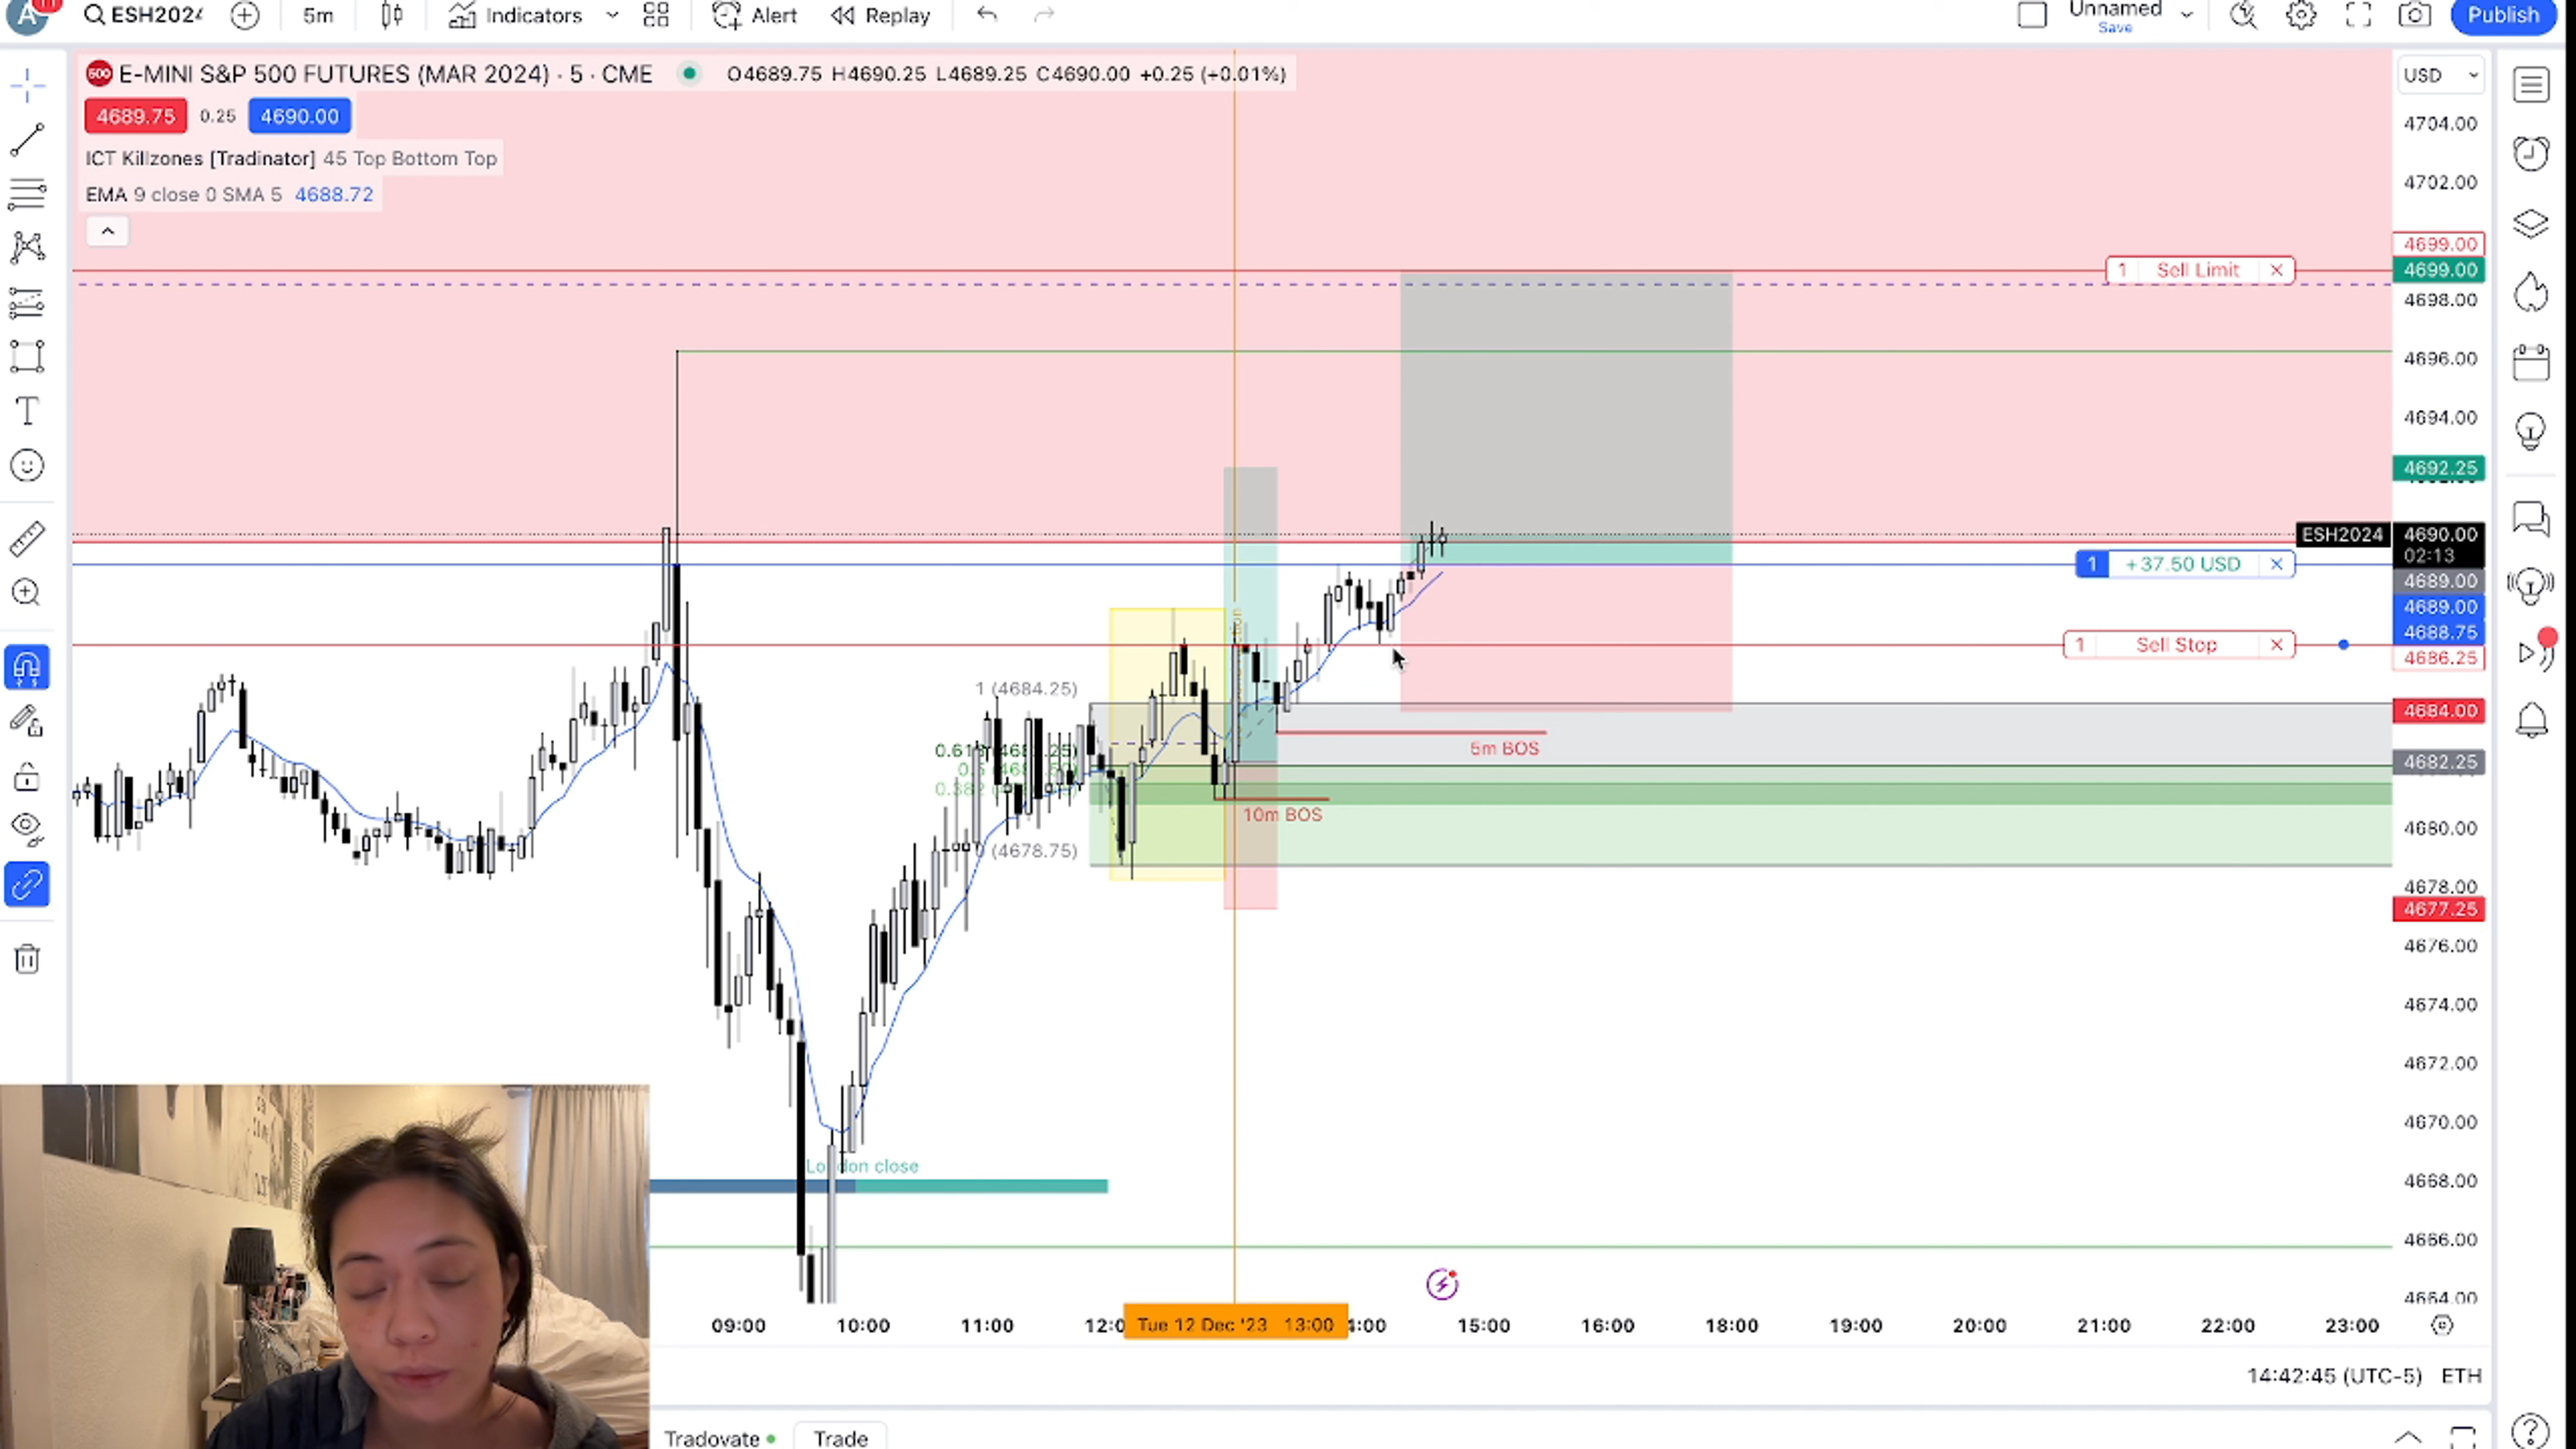 A 11 ESH2024 5m Indicators Alert Replay Unnamed Save Publish
500 E-MINI S&P 500 FUTURES (MAR 2024) · 5 · CME O4689.75 H4690.25 L4689.25 C4690.00 +0.25 (+0.01%) USD
4689.75 0.25 4690.00
ICT Killzones [Tradinator] 45 Top Bottom Top
EMA 9 close 0 SMA 5 4688.72
4704.00
4702.00
4699.00
1 Sell Limit × 4699.00
4698.00
4696.00
4694.00
4692.25
ESH2024 4690.00
02:13
1 +37.50 USD ×
4689.00
4689.00
4688.75
1 Sell Stop ×
4686.25
1 (4684.25)
4684.00
5m BOS
4682.25
10m BOS
4680.00
0 (4678.75)
4678.00
4677.25
4676.00
4674.00
4672.00
4670.00
London close
4668.00
4666.00
4664.00
09:00 10:00 11:00 Tue 12 Dec '23 13:00 15:00 16:00 17:00 18:00 19:00 20:00 21:00 22:00 23:00
14:42:45 (UTC-5) ETH
Tradovate Trade